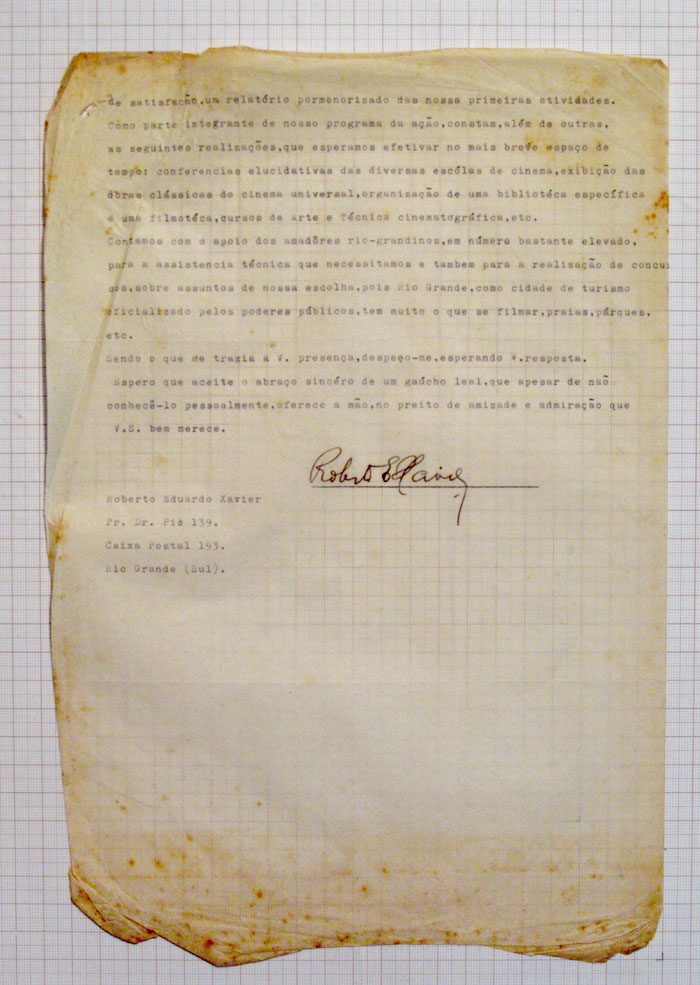 de satisfação,um relatório pormenorizado das nossa primeiras atividades.
Como parte integrante de nosso programa da ação,constam,além de outras,
as seguintes realizações,que esperamos efetivar no mais breve espaço de
tempo: conferencias elucidativas das diversas escólas de cinema,exibição das
óbras clássicas do cinema universal,organização de uma bibliotéca específica
e uma filmotéca,cursos de Arte e Técnica cinematográfica,etc.
Contamos com o apoio dos amadôres rio-grandinos,em número bastante elevado,
para a assistencia técnica que necessitamos e tambem para a realização de concur
sos,sobre assuntos de nossa escolha,pois Rio Grande,como cidade de turismo
oficializado pelos poderes públicos,tem muito o que se filmar,praias,párques,
etc.
Sendo o que me trazia a V. presença,despeço-me,esperando V.resposta.
Espero que aceite o abraço sincéro de um gaúcho leal,que apesar de naõ
conhecê-lo pessoalmente,oferece a mão,no preito de amizade e admiração que
V.S. bem merece.
Roberto E Xavier
Roberto Eduardo Xavier
Pr. Dr. Pio 139.
Caixa Postal 193.
Rio Grande (Sul).